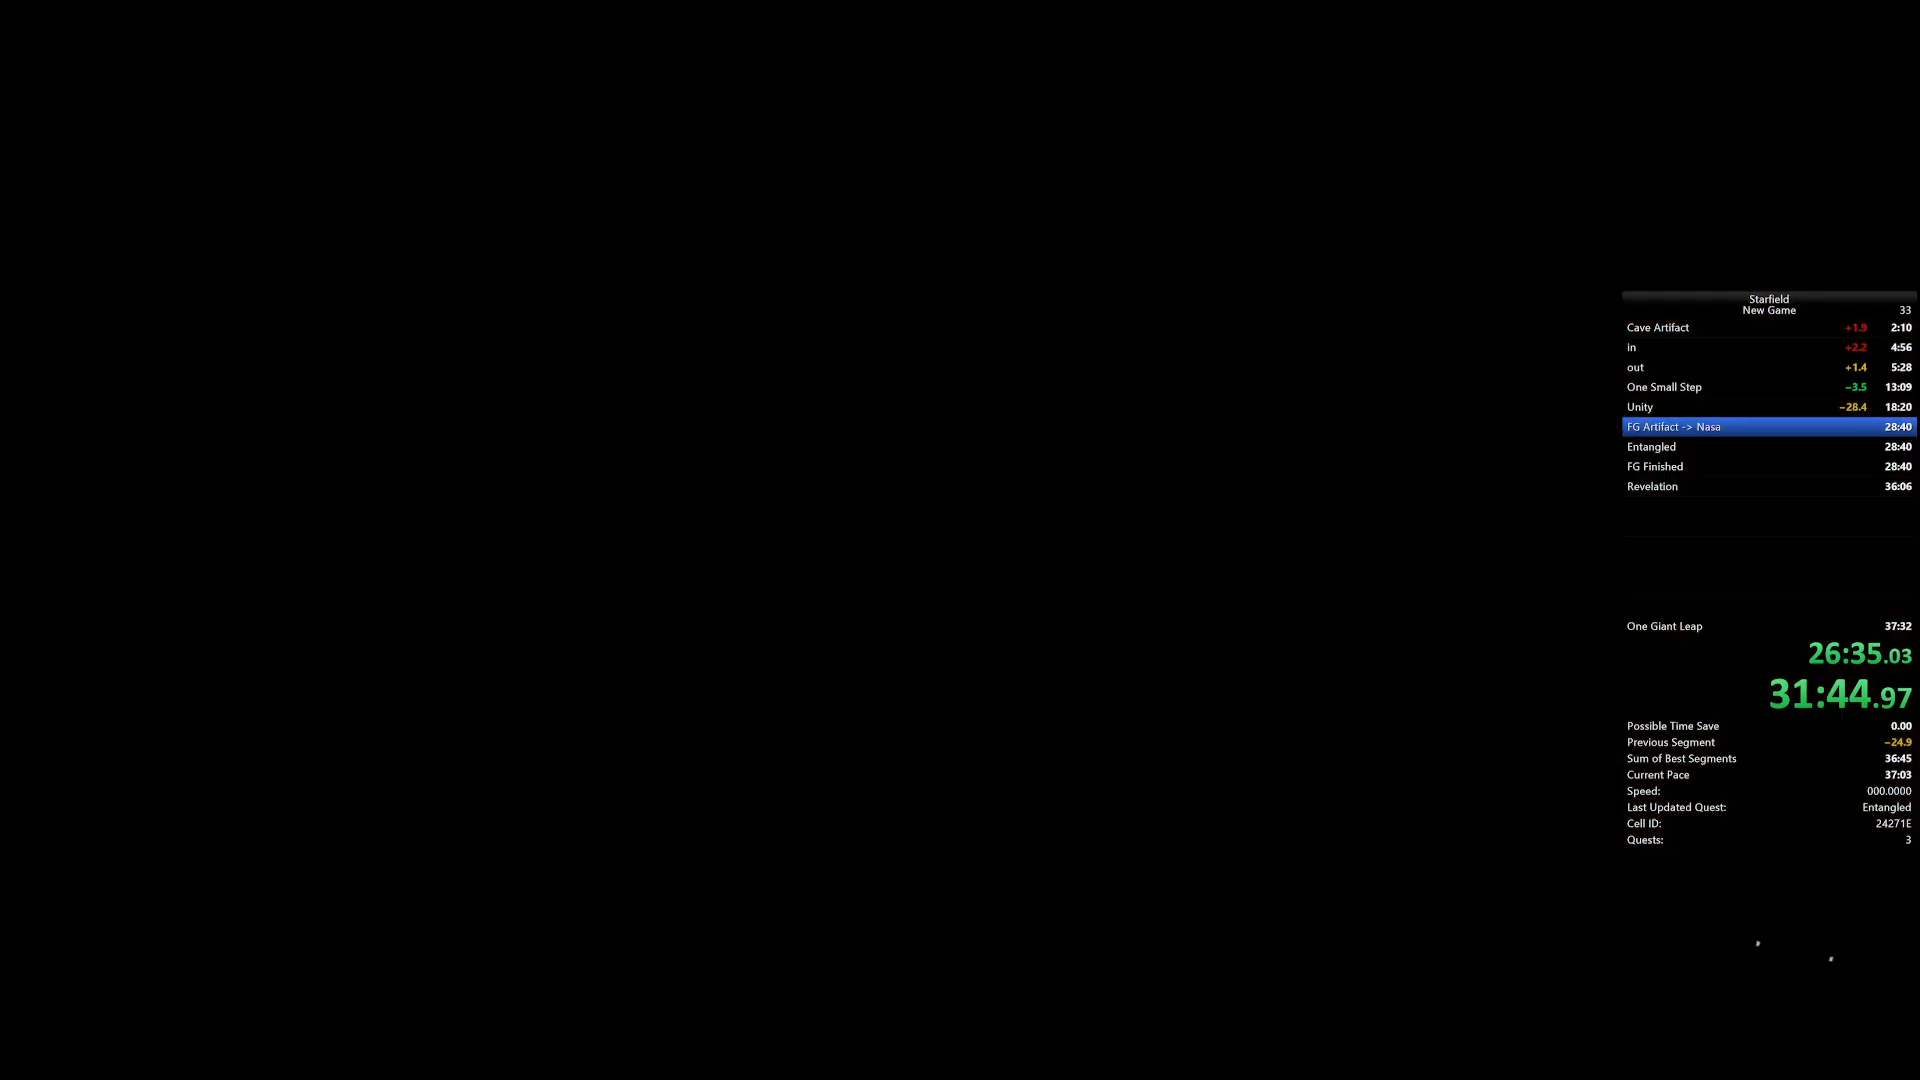 Starfield
New Game 33
Cave Artifact +1.9 2:10
in +2.2 4:56
out +1.4 5:28
One Small Step −3.5 13:09
Unity −28.4 18:20
FG Artifact -> Nasa 28:40
Entangled 28:40
FG Finished 28:40
Revelation 36:06
One Giant Leap 37:32
26:35.03
31:44.97
Possible Time Save 0.00
Previous Segment −24.9
Sum of Best Segments 36:45
Current Pace 37:03
Speed: 000.0000
Last Updated Quest: Entangled
Cell ID: 24271E
Quests: 3